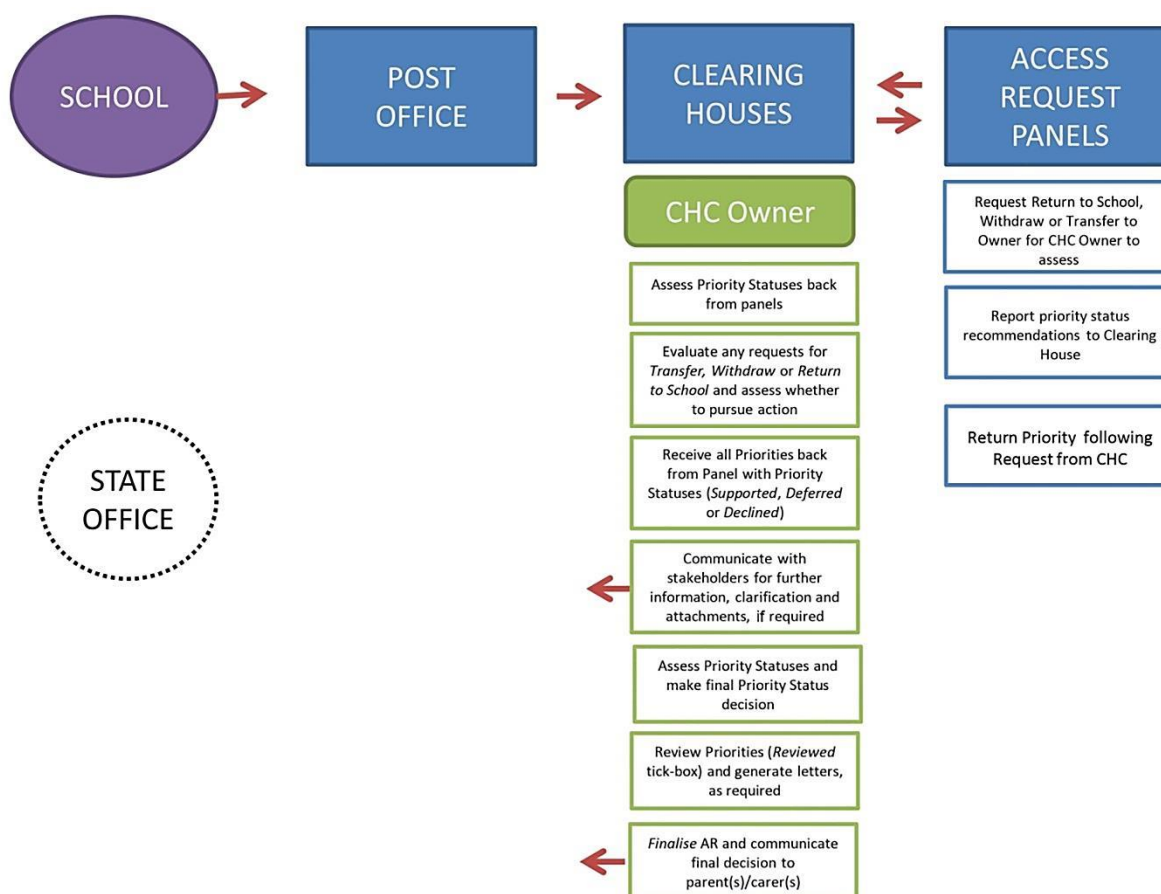 SCHOOL
POST
OFFICE
CLEARING
HOUSES
ACCESS
REQUEST
PANELS
CHC Owner
Assess Priority Statuses back
from panels
Evaluate any requests for
Transfer, Withdraw or Return
to School and assess whether
to pursue action
Receive all Priorities back
from Panel with Priority
Statuses (Supported, Deferred
or Declined)
Communicate with
stakeholders for further
information, clarification and
attachments, if required
Assess Priority Statuses and
make final Priority Status
decision
Review Priorities (Reviewed
tick-box) and generate letters,
as required
Finalise AR and communicate
final decision to
parent(s)/carer(s)
Request Return to School,
Withdraw or Transfer to
Owner for CHC Owner to
assess
Report priority status
recommendations to Clearing
House
Return Priority following
Request from CHC
STATE
OFFICE